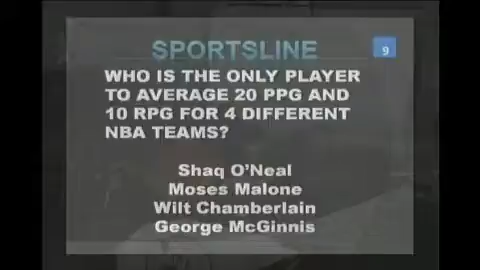 SPORTSLINE
9
WHO IS THE ONLY PLAYER
TO AVERAGE 20 PPG AND
10 RPG FOR 4 DIFFERENT
NBA TEAMS?
Shaq O'Neal
Moses Malone
Wilt Chamberlain
George McGinnis